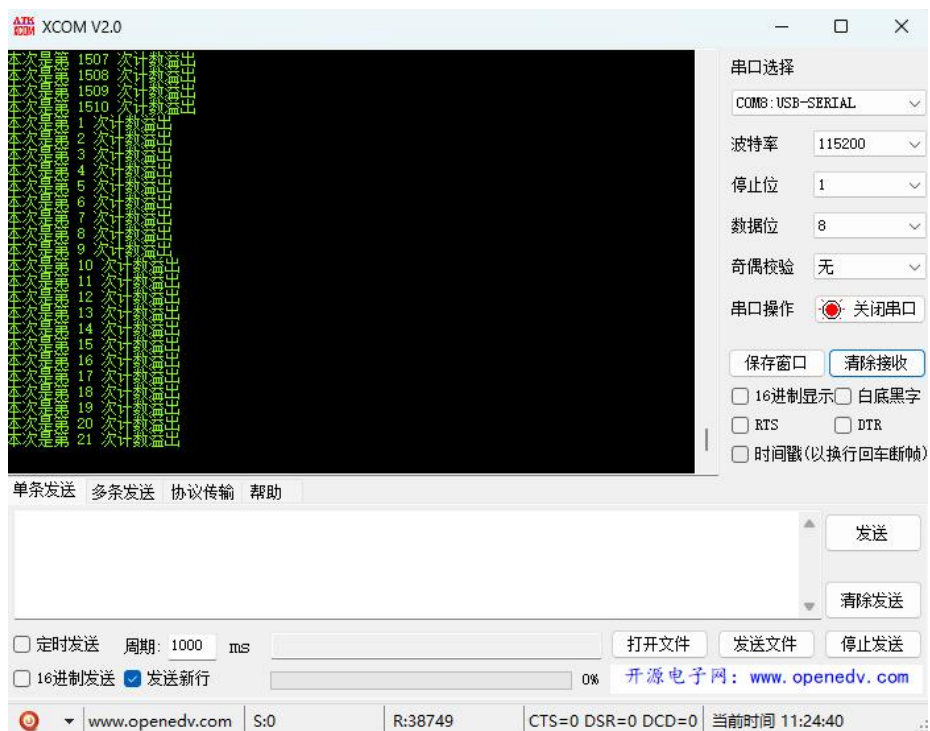 ATK XCOM XCOM V2.0
本次是第 1507 次计数溢出
本次是第 1508 次计数溢出
本次是第 1509 次计数溢出
本次是第 1510 次计数溢出
本次是第 1 次计数溢出
本次是第 2 次计数溢出
本次是第 3 次计数溢出
本次是第 4 次计数溢出
本次是第 5 次计数溢出
本次是第 6 次计数溢出
本次是第 7 次计数溢出
本次是第 8 次计数溢出
本次是第 9 次计数溢出
本次是第 10 次计数溢出
本次是第 11 次计数溢出
本次是第 12 次计数溢出
本次是第 13 次计数溢出
本次是第 14 次计数溢出
本次是第 15 次计数溢出
本次是第 16 次计数溢出
本次是第 17 次计数溢出
本次是第 18 次计数溢出
本次是第 19 次计数溢出
本次是第 20 次计数溢出
本次是第 21 次计数溢出
串口选择
COM8:USB-SERIAL
波特率 115200
停止位 1
数据位 8
奇偶校验 无
串口操作 关闭串口
保存窗口 清除接收
16进制显示 白底黑字
RTS DTR
时间戳(以换行回车断帧)
单条发送 多条发送 协议传输 帮助
发送
清除发送
定时发送 周期: 1000 ms 打开文件 发送文件 停止发送
16进制发送 发送新行 0% 开源电子网: www.openedv.com
www.openedv.com S:0 R:38749 CTS=0 DSR=0 DCD=0 当前时间 11:24:40